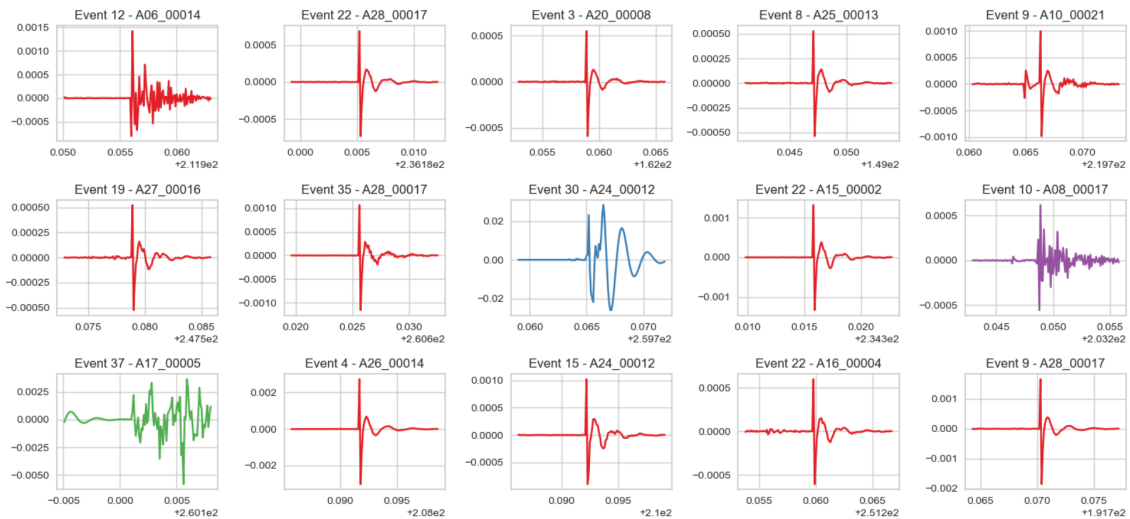 Event 12 - A06_00014
0.0015
0.0010
0.0005
0.0000
−0.0005
0.050 0.055 0.060
+2.119e2
Event 22 - A28_00017
0.0005
0.0000
−0.0005
0.000 0.005 0.010
+2.3618e2
Event 3 - A20_00008
0.0005
0.0000
−0.0005
0.055 0.060 0.065
+1.62e2
Event 8 - A25_00013
0.00050
0.00025
0.00000
−0.00025
−0.00050
0.045 0.050
+1.49e2
Event 9 - A10_00021
0.0010
0.0005
0.0000
−0.0005
−0.0010
0.060 0.065 0.070
+2.197e2
Event 19 - A27_00016
0.00050
0.00025
0.00000
−0.00025
−0.00050
0.075 0.080 0.085
+2.475e2
Event 35 - A28_00017
0.0010
0.0005
0.0000
−0.0005
−0.0010
0.020 0.025 0.030
+2.606e2
Event 30 - A24_00012
0.02
0.00
−0.02
0.060 0.065 0.070
+2.597e2
Event 22 - A15_00002
0.001
0.000
−0.001
0.010 0.015 0.020
+2.343e2
Event 10 - A08_00017
0.0005
0.0000
−0.0005
0.045 0.050 0.055
+2.032e2
Event 37 - A17_00005
0.0025
0.0000
−0.0025
−0.0050
−0.005 0.000 0.005
+2.601e2
Event 4 - A26_00014
0.002
0.000
−0.002
0.090 0.095
+2.08e2
Event 15 - A24_00012
0.0010
0.0005
0.0000
−0.0005
0.090 0.095
+2.1e2
Event 22 - A16_00004
0.0005
0.0000
−0.0005
0.055 0.060 0.065
+2.512e2
Event 9 - A28_00017
0.001
0.000
−0.001
−0.002
0.065 0.070 0.075
+1.917e2